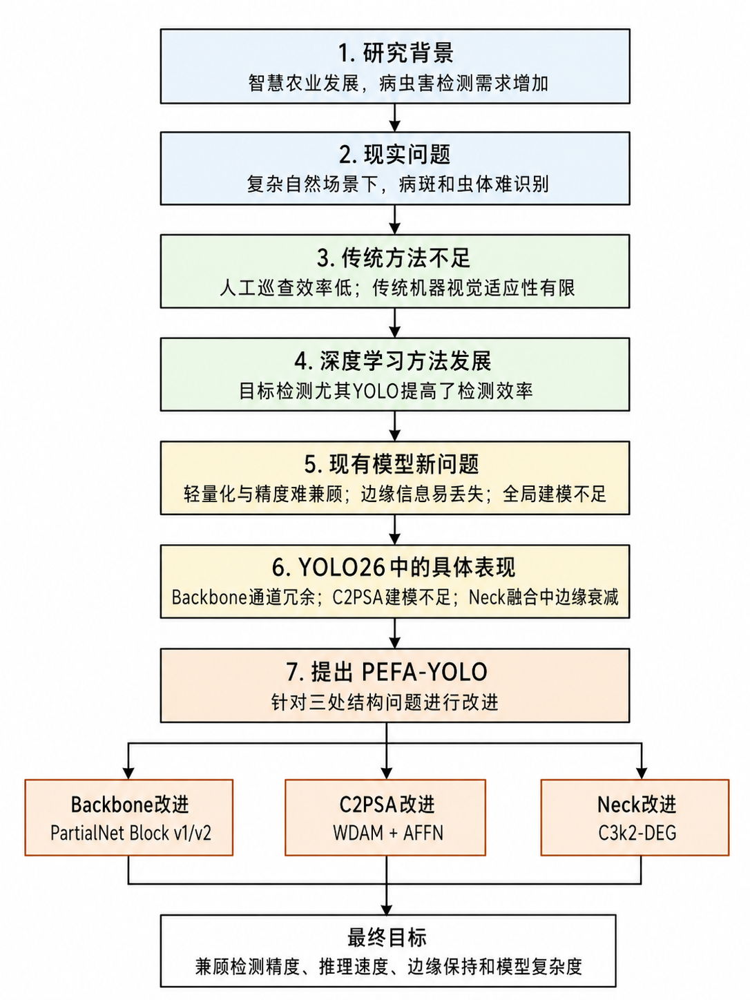 1. 研究背景
智慧农业发展，病虫害检测需求增加
2. 现实问题
复杂自然场景下，病斑和虫体难识别
3. 传统方法不足
人工巡查效率低；传统机器视觉适应性有限
4. 深度学习方法发展
目标检测尤其YOLO提高了检测效率
5. 现有模型新问题
轻量化与精度难兼顾；边缘信息易丢失；全局建模不足
6. YOLO26中的具体表现
Backbone通道冗余；C2PSA建模不足；Neck融合中边缘衰减
7. 提出 PEFA-YOLO
针对三处结构问题进行改进
Backbone改进
PartialNet Block v1/v2
C2PSA改进
WDAM + AFFN
Neck改进
C3k2-DEG
最终目标
兼顾检测精度、推理速度、边缘保持和模型复杂度